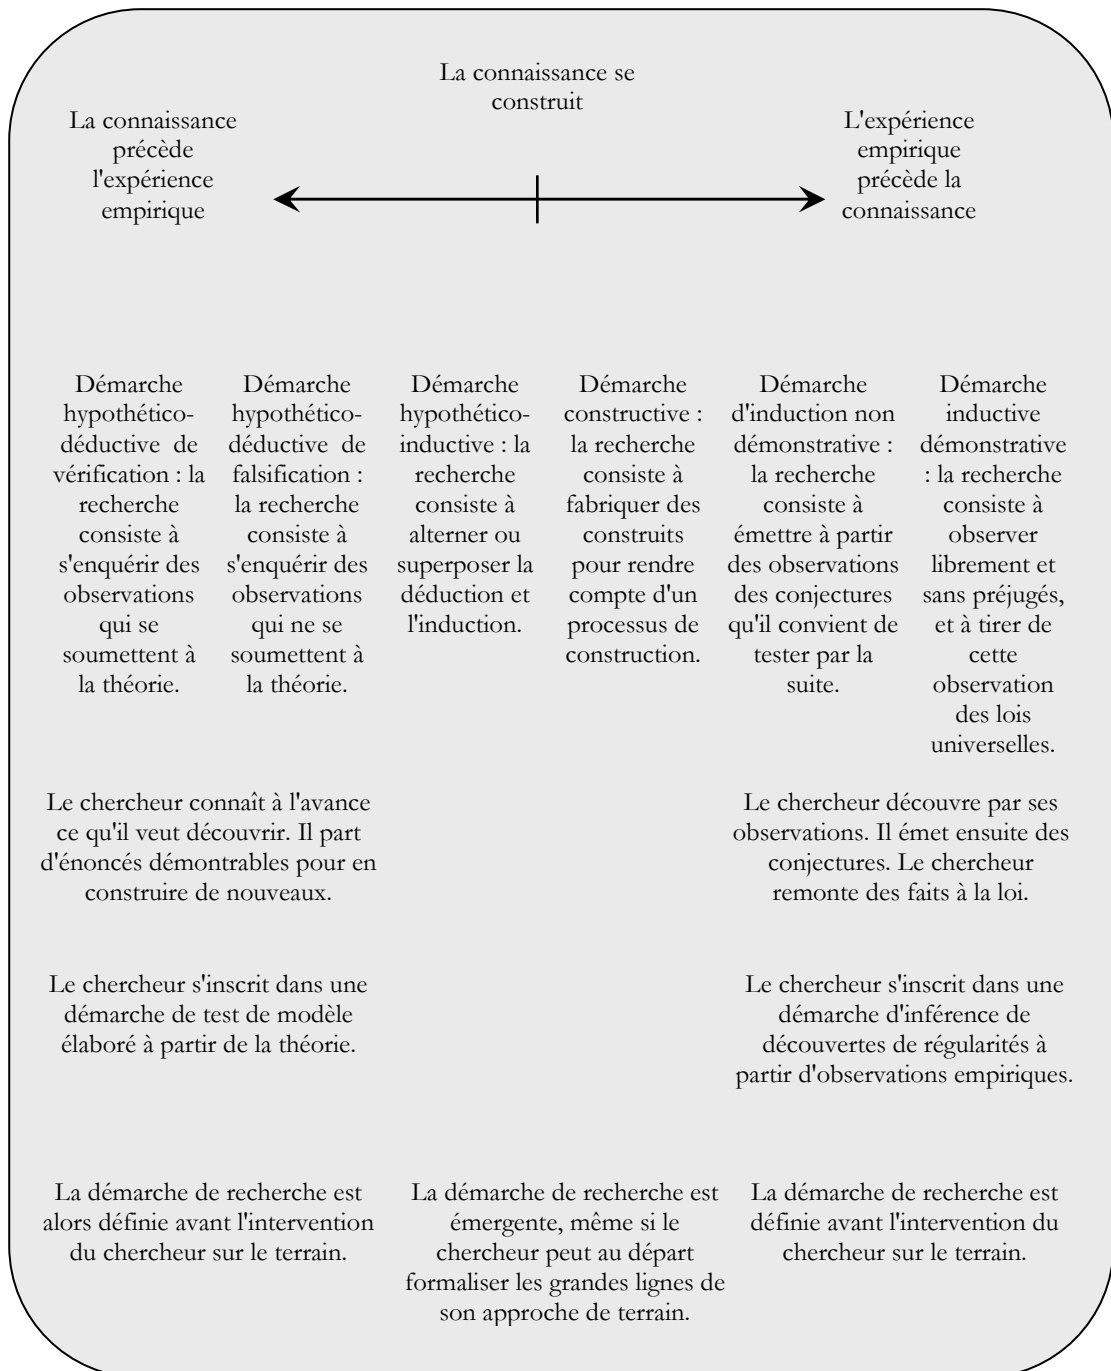 La connaissance se
construit
La connaissance
précède
l'expérience
empirique
L'expérience
empirique
précède la
connaissance
Démarche
hypothético-
déductive de
vérification : la
recherche
consiste à
s'enquérir des
observations
qui se
soumettent à
la théorie.
Démarche
hypothético-
déductive de
falsification :
la recherche
consiste à
s'enquérir des
observations
qui ne se
soumettent à
la théorie.
Démarche
hypothético-
inductive : la
recherche
consiste à
alterner ou
superposer la
déduction et
l'induction.
Démarche
constructive :
la recherche
consiste à
fabriquer des
construits
pour rendre
compte d'un
processus de
construction.
Démarche
d'induction non
démonstrative :
la recherche
consiste à
émettre à partir
des observations
des conjectures
qu'il convient de
tester par la
suite.
Démarche
inductive
démonstrative
: la recherche
consiste à
observer
librement et
sans préjugés,
et à tirer de
cette
observation
des lois
universelles.
Le chercheur connaît à l'avance
ce qu'il veut découvrir. Il part
d'énoncés démontrables pour en
construire de nouveaux.
Le chercheur découvre par ses
observations. Il émet ensuite des
conjectures. Le chercheur
remonte des faits à la loi.
Le chercheur s'inscrit dans une
démarche de test de modèle
élaboré à partir de la théorie.
Le chercheur s'inscrit dans une
démarche d'inférence de
découvertes de régularités à
partir d'observations empiriques.
La démarche de recherche est
alors définie avant l'intervention
du chercheur sur le terrain.
La démarche de recherche est
émergente, même si le
chercheur peut au départ
formaliser les grandes lignes de
son approche de terrain.
La démarche de recherche est
définie avant l'intervention du
chercheur sur le terrain.